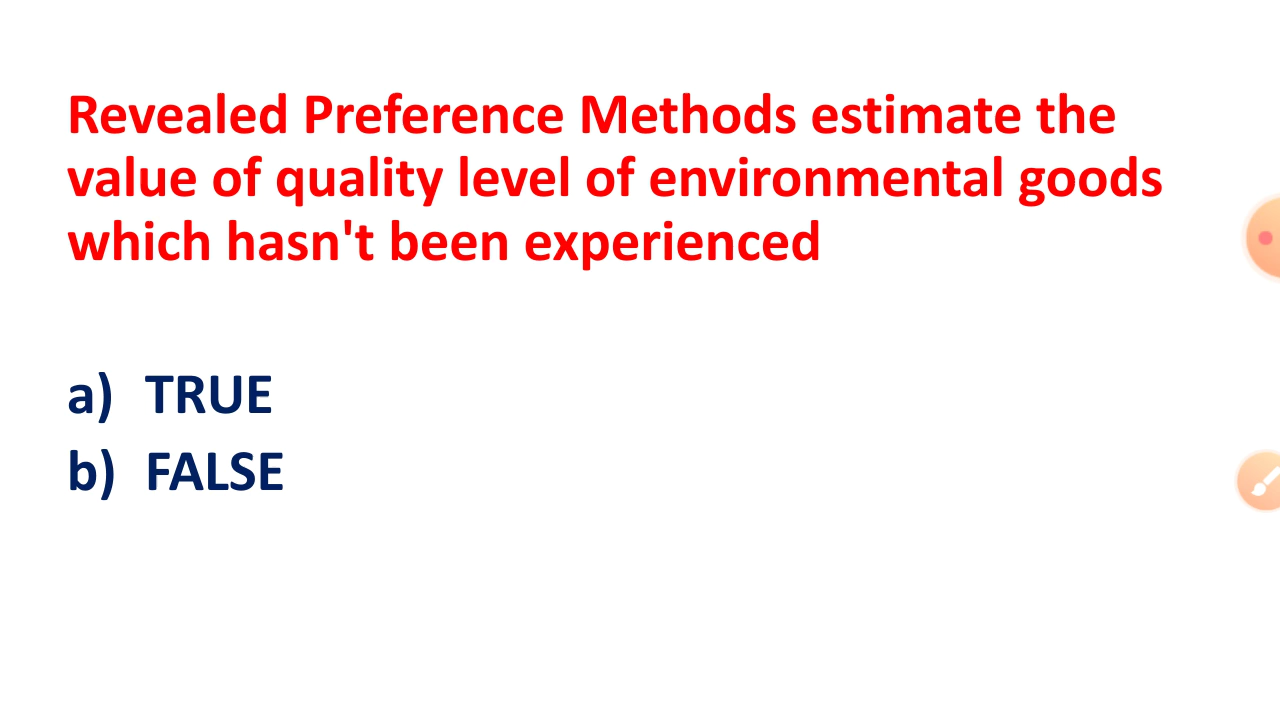 Revealed Preference Methods estimate the
value of quality level of environmental goods
which hasn't been experienced
a) TRUE
b) FALSE